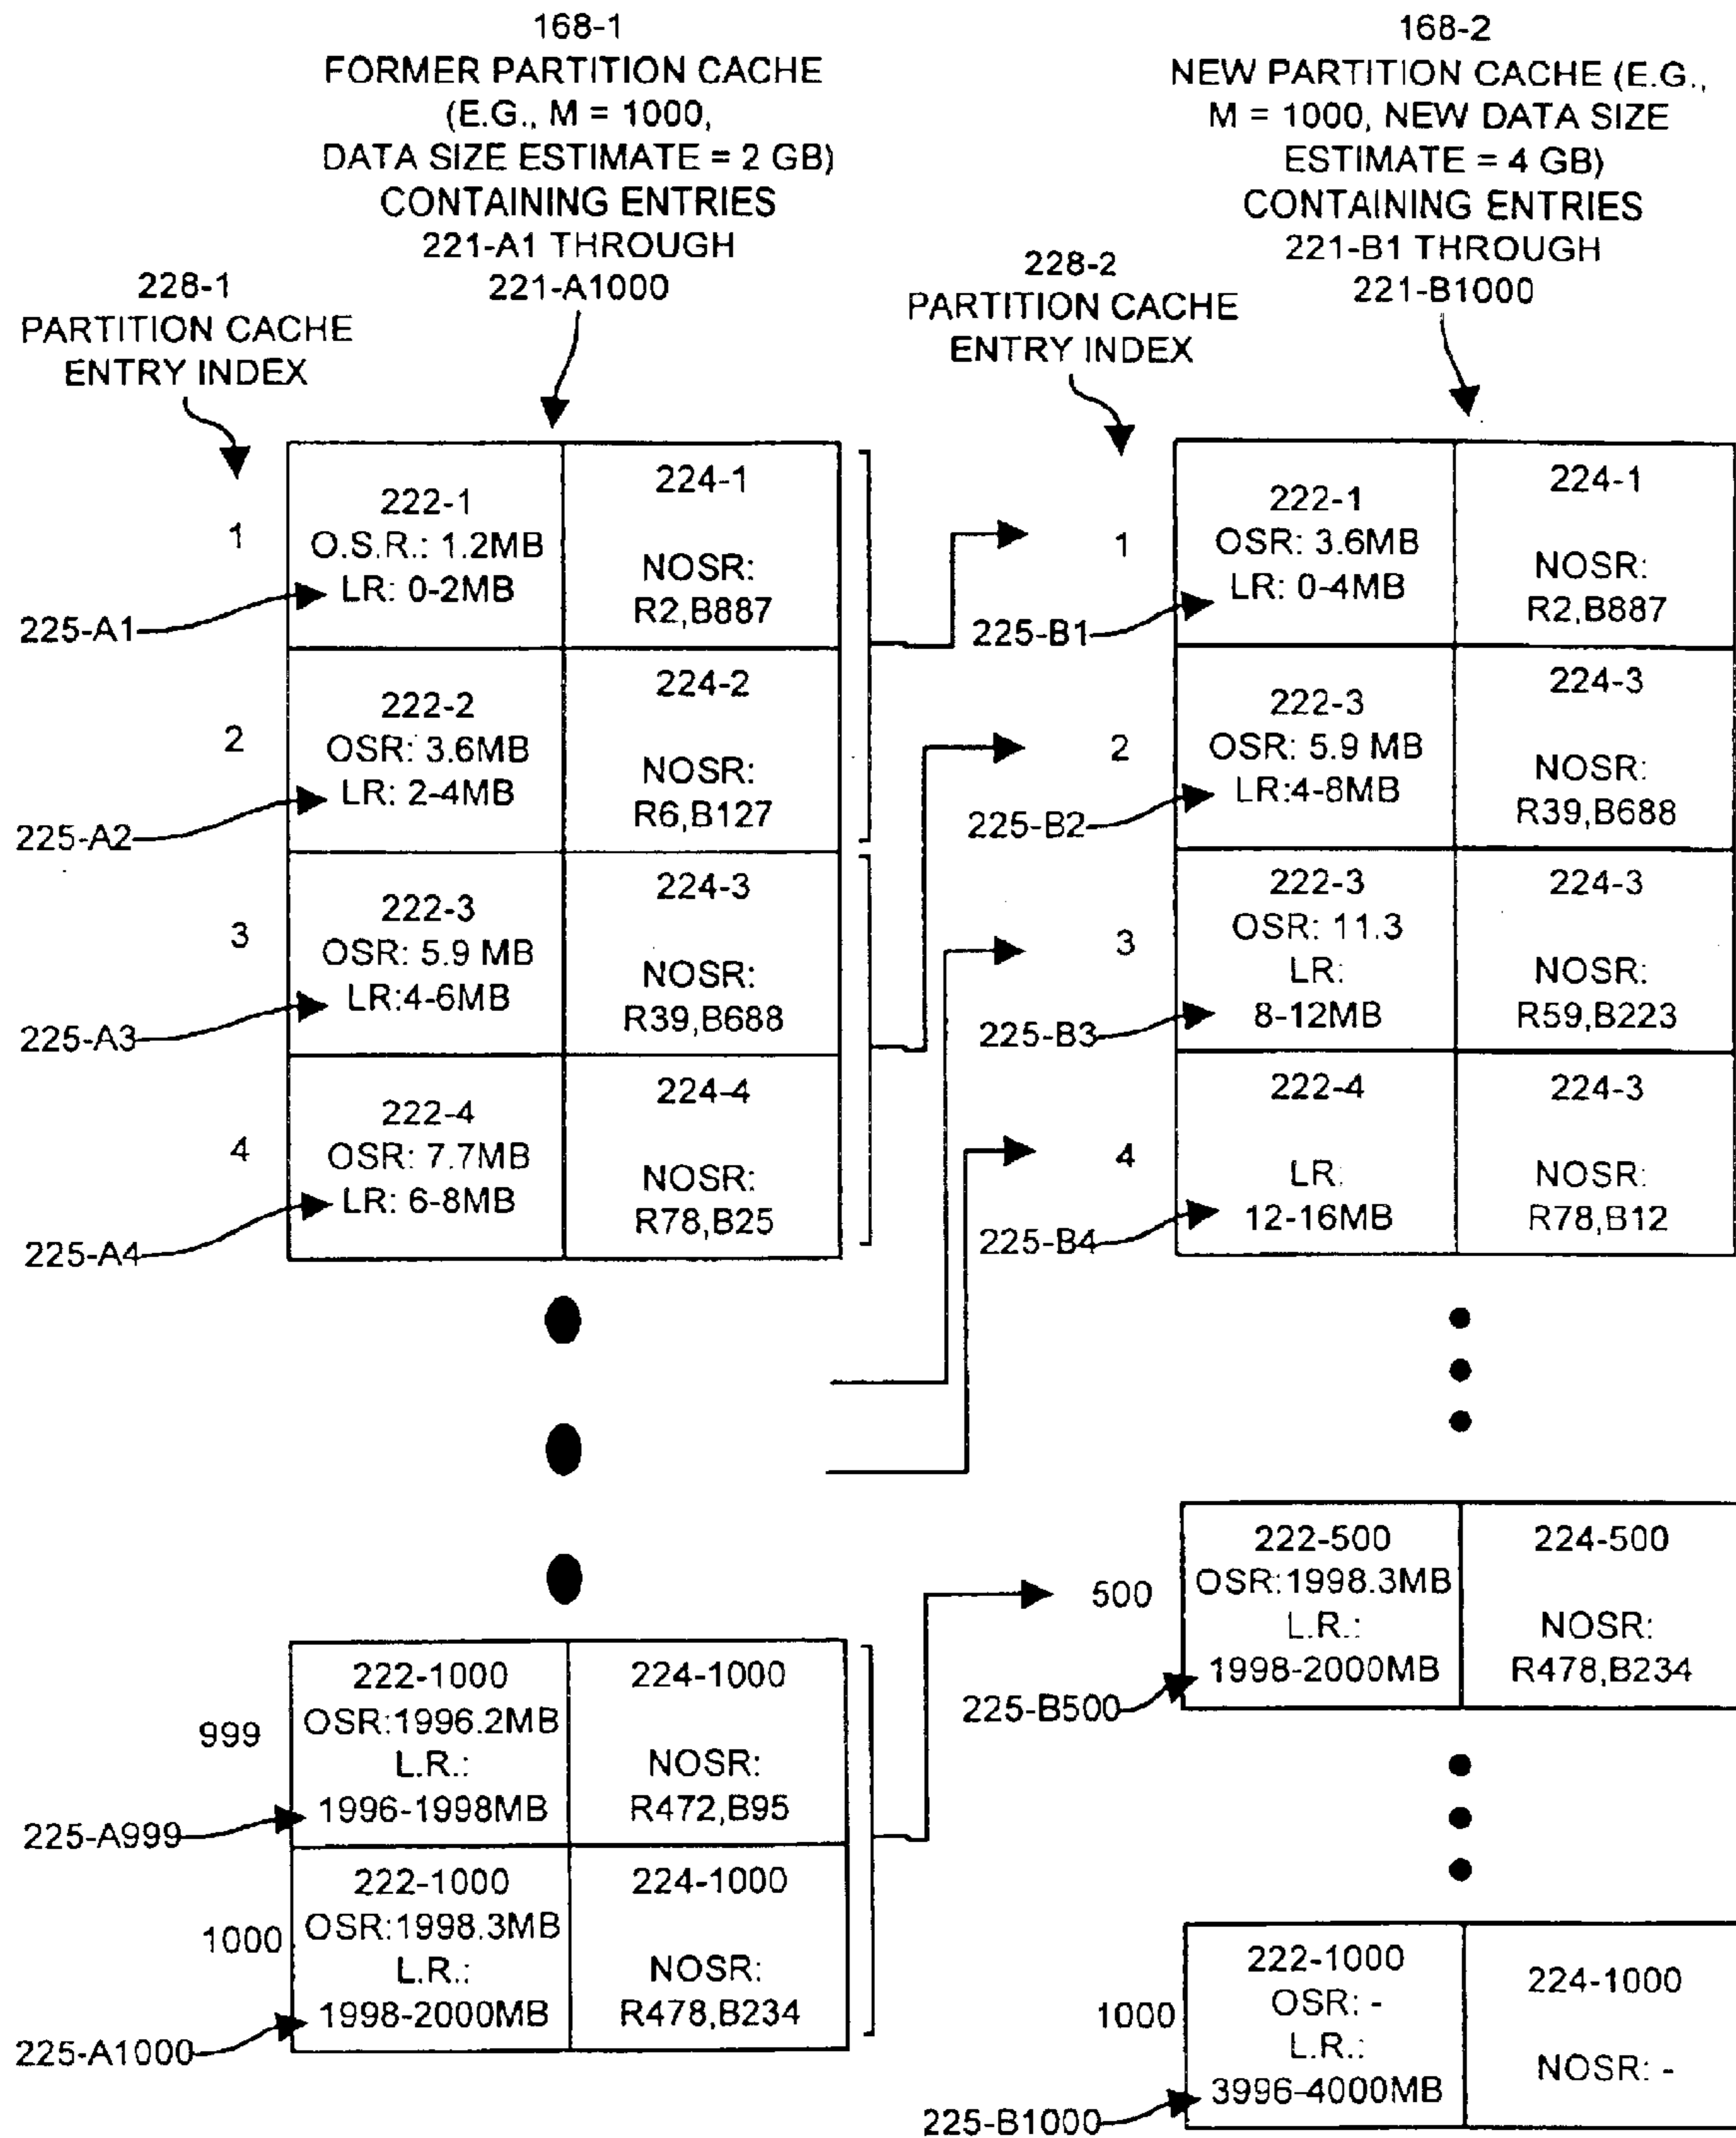 168-1
FORMER PARTITION CACHE
(E.G., M = 1000,
DATA SIZE ESTIMATE = 2 GB)
CONTAINING ENTRIES
221-A1 THROUGH
221-A1000
168-2
NEW PARTITION CACHE (E.G.,
M = 1000, NEW DATA SIZE
ESTIMATE = 4 GB)
CONTAINING ENTRIES
221-B1 THROUGH
221-B1000
228-1
PARTITION CACHE
ENTRY INDEX
228-2
PARTITION CACHE
ENTRY INDEX
1
222-1
O.S.R.: 1.2MB
LR: 0-2MB
224-1
NOSR:
R2,B887
225-A1
2
222-2
OSR: 3.6MB
LR: 2-4MB
224-2
NOSR:
R6,B127
225-A2
3
222-3
OSR: 5.9 MB
LR:4-6MB
224-3
NOSR:
R39,B688
225-A3
4
222-4
OSR: 7.7MB
LR: 6-8MB
224-4
NOSR:
R78,B25
225-A4
999
222-1000
OSR:1996.2MB
L.R.:
1996-1998MB
224-1000
NOSR:
R472,B95
225-A999
1000
222-1000
OSR:1998.3MB
L.R.:
1998-2000MB
224-1000
NOSR:
R478,B234
225-A1000
1
222-1
OSR: 3.6MB
LR: 0-4MB
224-1
NOSR:
R2,B887
225-B1
2
222-3
OSR: 5.9 MB
LR:4-8MB
224-3
NOSR:
R39,B688
225-B2
3
222-3
OSR: 11.3
LR:
8-12MB
224-3
NOSR:
R59,B223
225-B3
4
222-4
LR:
12-16MB
224-3
NOSR:
R78,B12
225-B4
500
222-500
OSR:1998.3MB
L.R.:
1998-2000MB
224-500
NOSR:
R478,B234
225-B500
1000
222-1000
OSR: -
L.R.:
3996-4000MB
224-1000
NOSR: -
225-B1000